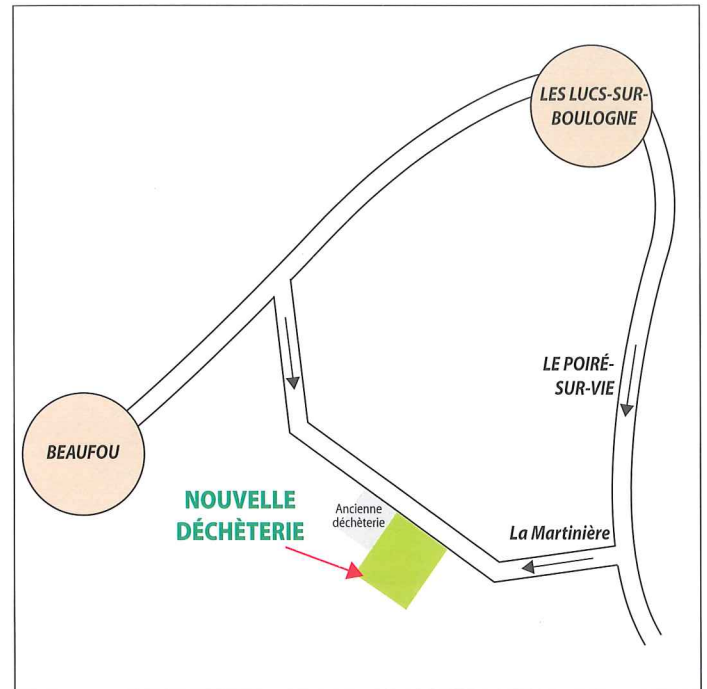 LES LUCS-SUR-
BOULOGNE
LE POIRÉ-
SUR-VIE
BEAUFOU
NOUVELLE
DÉCHÈTERIE
Ancienne
déchèterie
La Martinière